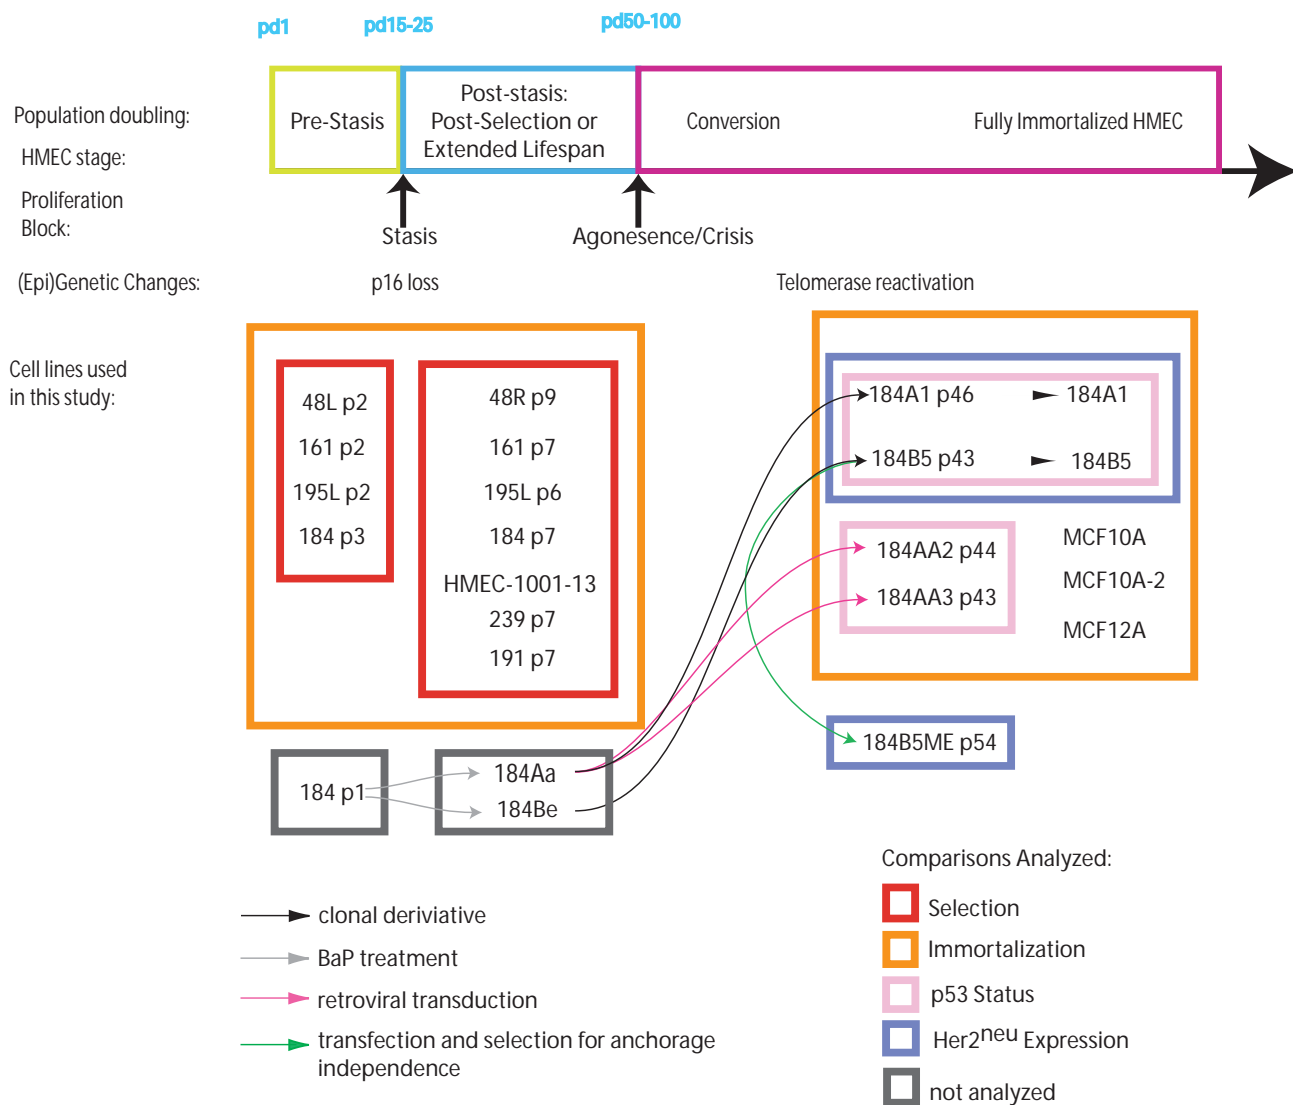 pd1
pd15-25
pd50-100
Population doubling:
HMEC stage:
Proliferation
Block:
Pre-Stasis
Post-stasis:
Post-Selection or
Extended Lifespan
Conversion
Fully Immortalized HMEC
Stasis
Agonesence/Crisis
(Epi)Genetic Changes:
p16 loss
Telomerase reactivation
Cell lines used
in this study:
48L p2
161 p2
195L p2
184 p3
48R p9
161 p7
195L p6
184 p7
HMEC-1001-13
239 p7
191 p7
184A1 p46
184A1
184B5 p43
184B5
184AA2 p44
184AA3 p43
MCF10A
MCF10A-2
MCF12A
184B5ME p54
184 p1
184Aa
184Be
clonal deriviative
BaP treatment
retroviral transduction
transfection and selection for anchorage
independence
Comparisons Analyzed:
Selection
Immortalization
p53 Status
Her2neu Expression
not analyzed